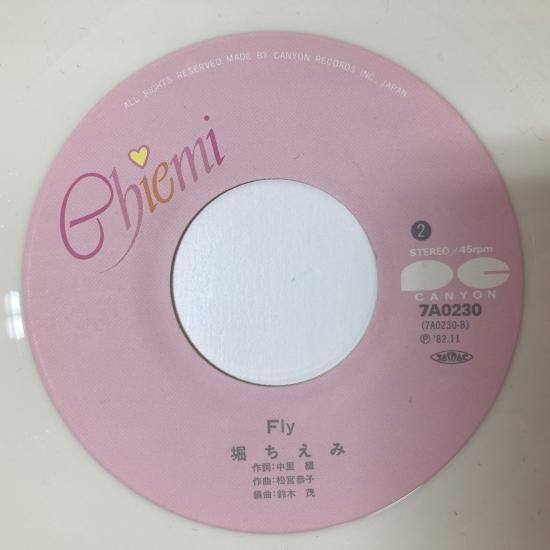 ALL RIGHTS RESERVED. MADE BY CANYON RECORDS INC., JAPAN
Chiemi
2
STEREO/45rpm
CANYON
7A0230
(7A0230-B)
Ⓟ '82.11
JASRAC
Fly
堀ちえみ
作詞:中里 綴
作曲:松宮恭子
編曲:鈴木 茂